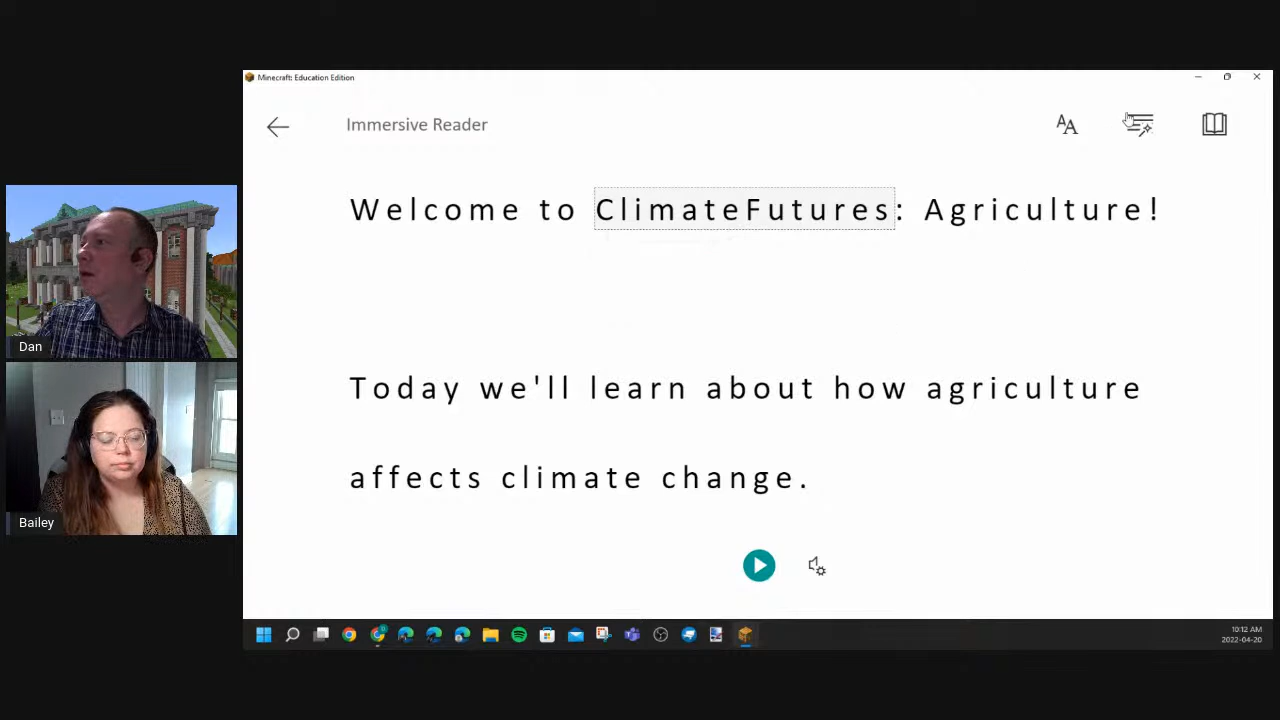 Minecraft: Education Edition
Immersive Reader
Welcome to ClimateFutures: Agriculture!
Today we'll learn about how agriculture
affects climate change.
Dan
Bailey
10:12 AM
2022-04-20